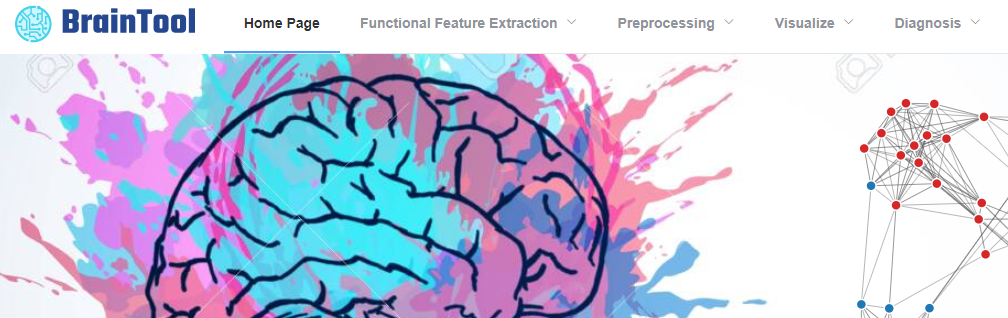 BrainTool
Home Page
Functional Feature Extraction
Preprocessing
Visualize
Diagnosis